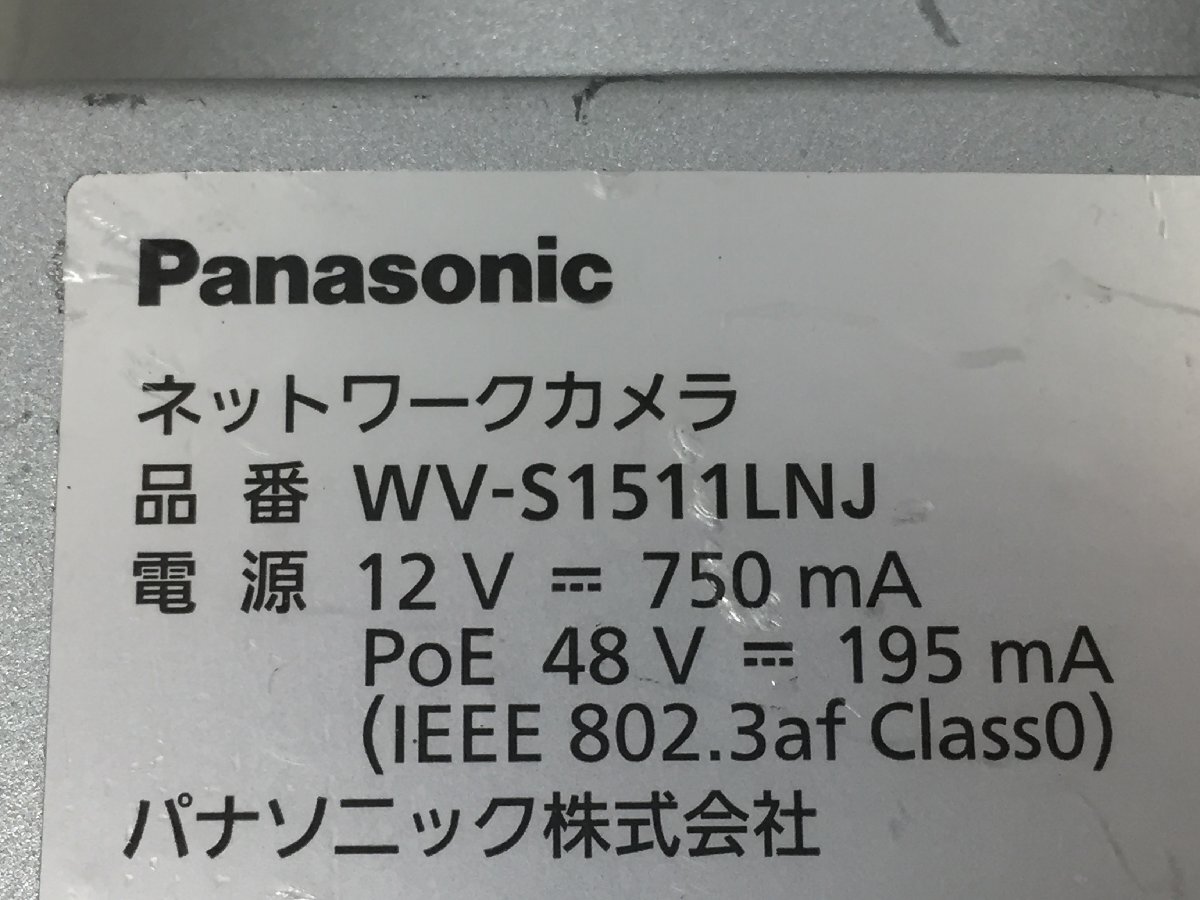 Panasonic
ネットワークカメラ
品 番 WV-S1511LNJ
電 源 12 V ⎓ 750 mA
PoE 48 V ⎓ 195 mA
(IEEE 802.3af Class0)
パナソニック株式会社